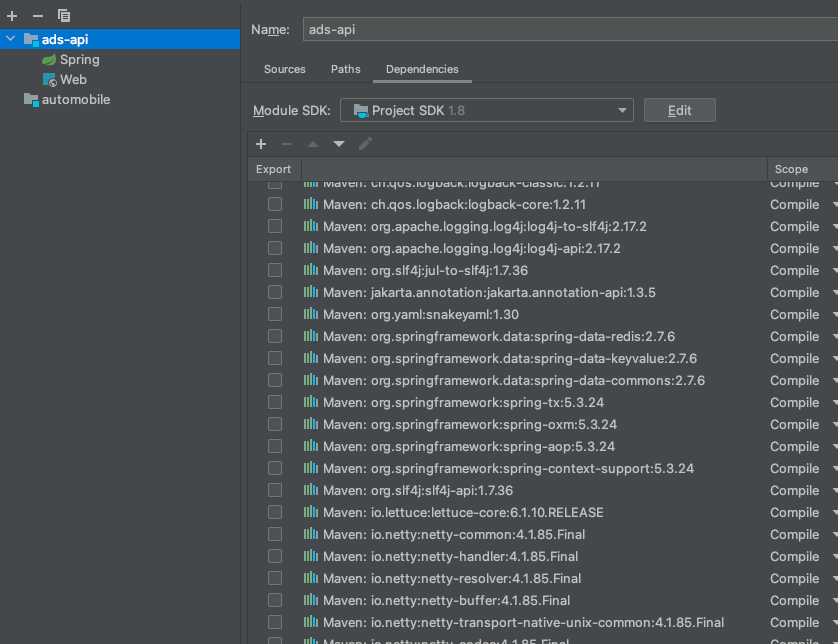 ads-api
Spring
Web
automobile
Name: ads-api
Sources Paths Dependencies
Module SDK: Project SDK 1.8 Edit
Export Scope
Maven: ch.qos.logback:logback-classic:1.2.11 Compile
Maven: ch.qos.logback:logback-core:1.2.11 Compile
Maven: org.apache.logging.log4j:log4j-to-slf4j:2.17.2 Compile
Maven: org.apache.logging.log4j:log4j-api:2.17.2 Compile
Maven: org.slf4j:jul-to-slf4j:1.7.36 Compile
Maven: jakarta.annotation:jakarta.annotation-api:1.3.5 Compile
Maven: org.yaml:snakeyaml:1.30 Compile
Maven: org.springframework.data:spring-data-redis:2.7.6 Compile
Maven: org.springframework.data:spring-data-keyvalue:2.7.6 Compile
Maven: org.springframework.data:spring-data-commons:2.7.6 Compile
Maven: org.springframework:spring-tx:5.3.24 Compile
Maven: org.springframework:spring-oxm:5.3.24 Compile
Maven: org.springframework:spring-aop:5.3.24 Compile
Maven: org.springframework:spring-context-support:5.3.24 Compile
Maven: org.slf4j:slf4j-api:1.7.36 Compile
Maven: io.lettuce:lettuce-core:6.1.10.RELEASE Compile
Maven: io.netty:netty-common:4.1.85.Final Compile
Maven: io.netty:netty-handler:4.1.85.Final Compile
Maven: io.netty:netty-resolver:4.1.85.Final Compile
Maven: io.netty:netty-buffer:4.1.85.Final Compile
Maven: io.netty:netty-transport-native-unix-common:4.1.85.Final Compile
Maven: io.netty:netty-codec:4.1.85.Final Compile